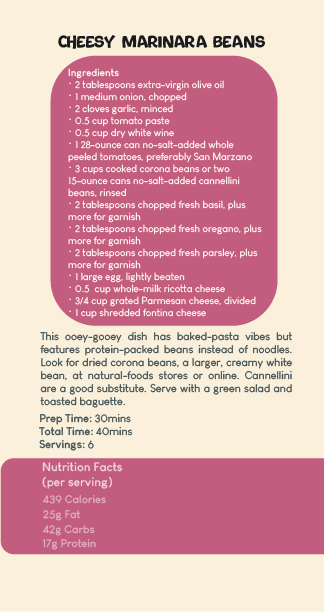 CHEESY MARINARA BEANS
Ingredients
· 2 tablespoons extra-virgin olive oil
· 1 medium onion, chopped
· 2 cloves garlic, minced
· 0.5 cup tomato paste
· 0.5 cup dry white wine
· 1 28-ounce can no-salt-added whole
peeled tomatoes, preferably San Marzano
· 3 cups cooked corona beans or two
15-ounce cans no-salt-added cannellini
beans, rinsed
· 2 tablespoons chopped fresh basil, plus
more for garnish
· 2 tablespoons chopped fresh oregano, plus
more for garnish
· 2 tablespoons chopped fresh parsley, plus
more for garnish
· 1 large egg, lightly beaten
· 0.5 cup whole-milk ricotta cheese
· 3/4 cup grated Parmesan cheese, divided
· 1 cup shredded fontina cheese
This ooey-gooey dish has baked-pasta vibes but
features protein-packed beans instead of noodles.
Look for dried corona beans, a larger, creamy white
bean, at natural-foods stores or online. Cannellini
are a good substitute. Serve with a green salad and
toasted baguette.
Prep Time: 30mins
Total Time: 40mins
Servings: 6
Nutrition Facts
(per serving)
439 Calories
25g Fat
42g Carbs
17g Protein